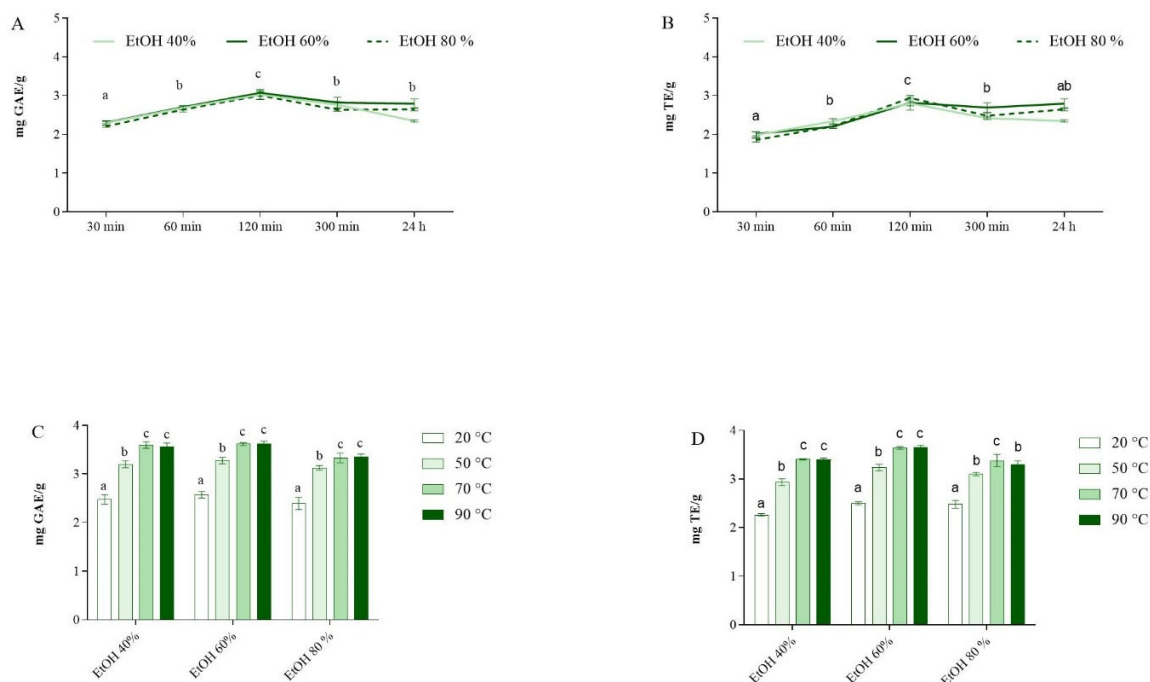 A
EtOH 40% EtOH 60% EtOH 80 %
mg GAE/g
5
4
3
2
1
0
a b c b b
30 min 60 min 120 min 300 min 24 h
B
EtOH 40% EtOH 60% EtOH 80 %
mg TE/g
5
4
3
2
1
0
a b c b ab
30 min 60 min 120 min 300 min 24 h
C
mg GAE/g
4
3
2
1
0
a b c c a b c c a b c c
EtOH 40% EtOH 60% EtOH 80 %
20 °C
50 °C
70 °C
90 °C
D
mg TE/g
4
3
2
1
0
a b c c a b c c a b c b
EtOH 40% EtOH 60% EtOH 80 %
20 °C
50 °C
70 °C
90 °C